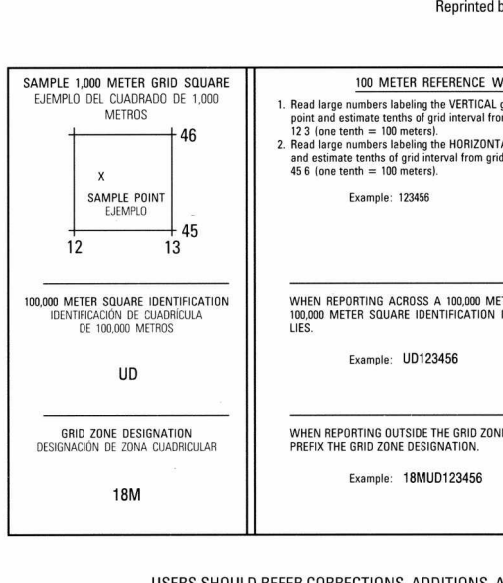 Reprinted b
SAMPLE 1,000 METER GRID SQUARE
EJEMPLO DEL CUADRADO DE 1,000
METROS
46
X
SAMPLE POINT
EJEMPLO
45
12 13
100,000 METER SQUARE IDENTIFICATION
IDENTIFICACIÓN DE CUADRÍCULA
DE 100,000 METROS
UD
GRID ZONE DESIGNATION
DESIGNACIÓN DE ZONA CUADRICULAR
18M
100 METER REFERENCE W
1. Read large numbers labeling the VERTICAL g
point and estimate tenths of grid interval fro
12 3 (one tenth = 100 meters).
2. Read large numbers labeling the HORIZONTA
and estimate tenths of grid interval from grid
45 6 (one tenth = 100 meters).
Example: 123456
WHEN REPORTING ACROSS A 100,000 ME
100,000 METER SQUARE IDENTIFICATION I
LIES.
Example: UD123456
WHEN REPORTING OUTSIDE THE GRID ZON
PREFIX THE GRID ZONE DESIGNATION.
Example: 18MUD123456
USERS SHOULD REFER CORRECTIONS, ADDITIONS, A